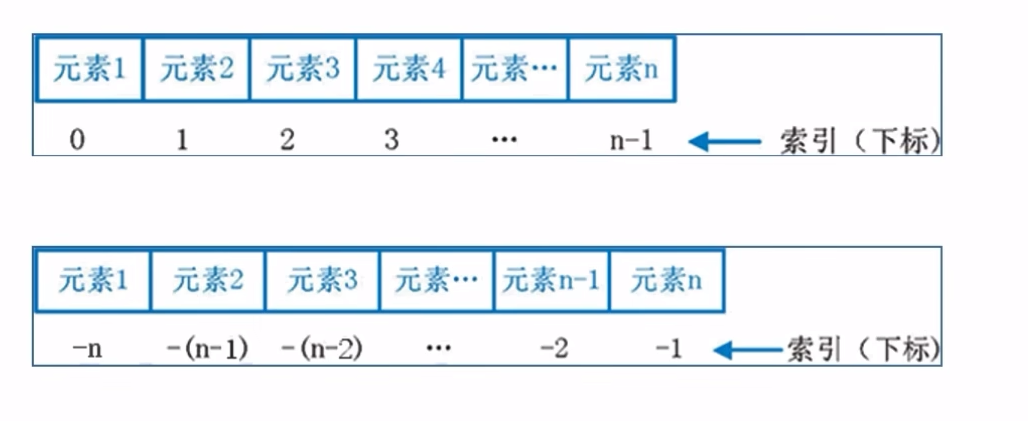 元素1 元素2 元素3 元素4 元素… 元素n
0 1 2 3 … n-1 索引（下标)
元素1 元素2 元素3 元素… 元素n-1 元素n
-n -(n-1) -(n-2) … -2 -1 索引（下标)